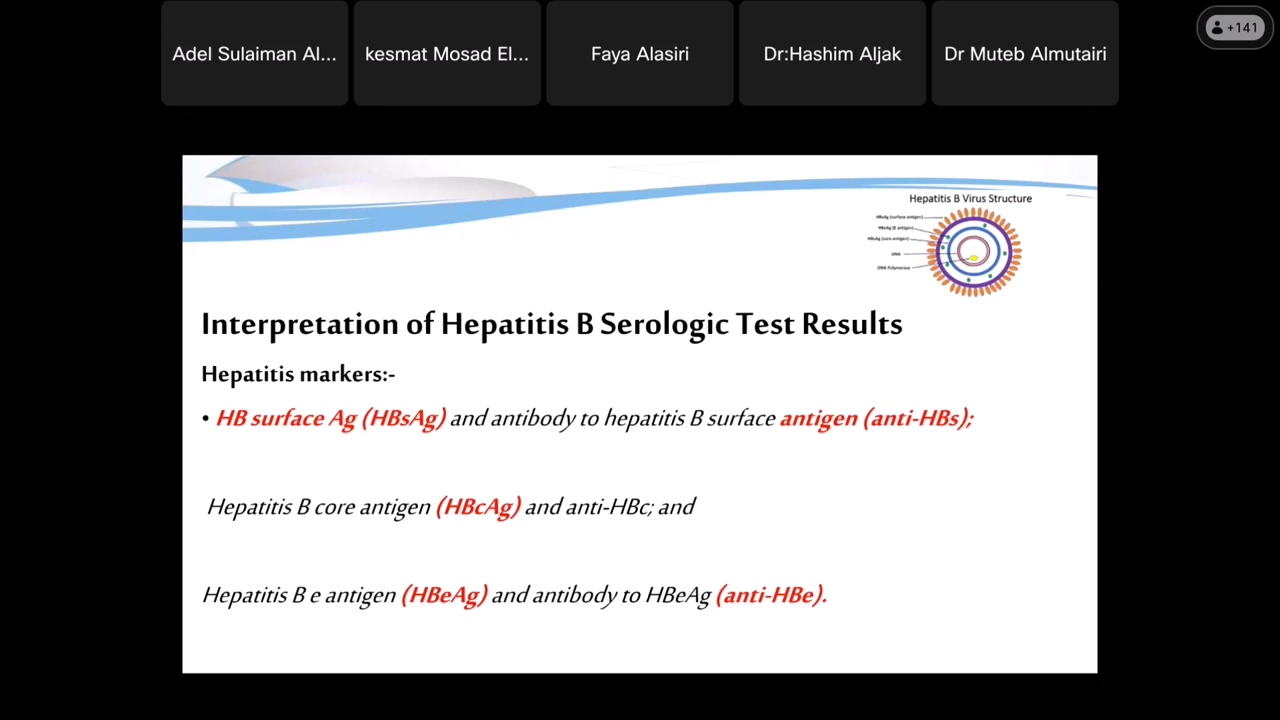 Adel Sulaiman Al...
kesmat Mosad El...
Faya Alasiri
Dr:Hashim Aljak
Dr Muteb Almutairi
+141
Hepatitis B Virus Structure
HBsAg (surface antigen)
HBeAg (E antigen)
HBcAg (core antigen)
DNA
DNA Polymerase
Interpretation of Hepatitis B Serologic Test Results
Hepatitis markers:-
• HB surface Ag (HBsAg) and antibody to hepatitis B surface antigen (anti-HBs);
Hepatitis B core antigen (HBcAg) and anti-HBc; and
Hepatitis B e antigen (HBeAg) and antibody to HBeAg (anti-HBe).